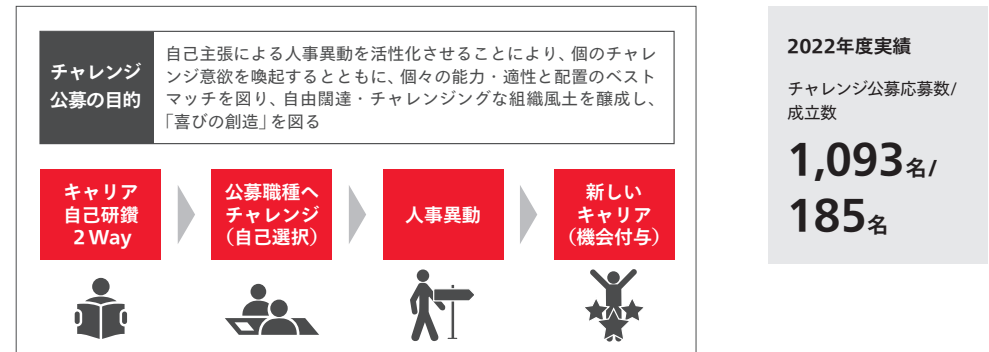 チャレンジ
公募の目的
自己主張による人事異動を活性化させることにより、個のチャレ
ンジ意欲を喚起するとともに、個々の能力・適性と配置のベスト
マッチを図り、自由闊達・チャレンジングな組織風土を醸成し、
「喜びの創造」を図る
キャリア
自己研鑽
2 Way
公募職種へ
チャレンジ
（自己選択）
人事異動
新しい
キャリア
（機会付与）
2022年度実績
チャレンジ公募応募数/
成立数
1,093名/
185名